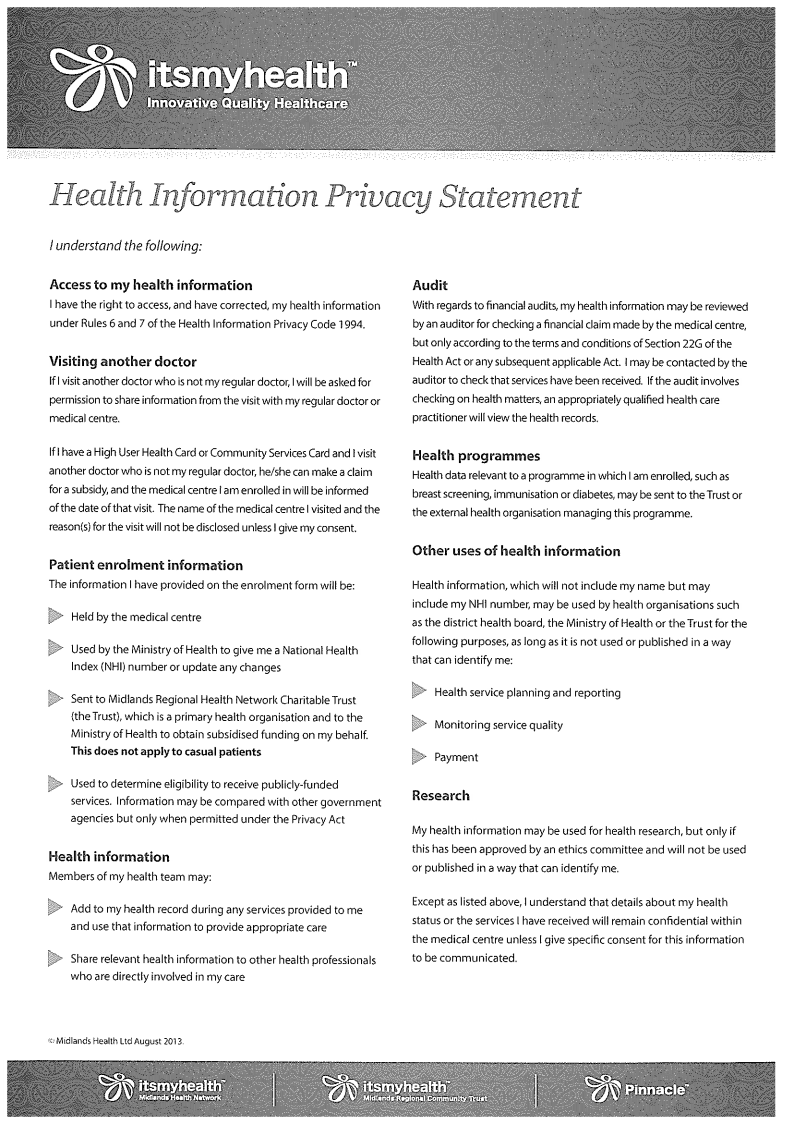 itsmyhealth™
Innovative Quality Healthcare
Health Information Privacy Statement
I understand the following:
Access to my health information
I have the right to access, and have corrected, my health information
under Rules 6 and 7 of the Health Information Privacy Code 1994.
Visiting another doctor
If I visit another doctor who is not my regular doctor, I will be asked for
permission to share information from the visit with my regular doctor or
medical centre.
If I have a High User Health Card or Community Services Card and I visit
another doctor who is not my regular doctor, he/she can make a claim
for a subsidy, and the medical centre I am enrolled in will be informed
of the date of that visit. The name of the medical centre I visited and the
reason(s) for the visit will not be disclosed unless I give my consent.
Patient enrolment information
The information I have provided on the enrolment form will be:
Held by the medical centre
Used by the Ministry of Health to give me a National Health
Index (NHI) number or update any changes
Sent to Midlands Regional Health Network Charitable Trust
(the Trust), which is a primary health organisation and to the
Ministry of Health to obtain subsidised funding on my behalf.
This does not apply to casual patients
Used to determine eligibility to receive publicly-funded
services. Information may be compared with other government
agencies but only when permitted under the Privacy Act
Health information
Members of my health team may:
Add to my health record during any services provided to me
and use that information to provide appropriate care
Share relevant health information to other health professionals
who are directly involved in my care
Audit
With regards to financial audits, my health information may be reviewed
by an auditor for checking a financial claim made by the medical centre,
but only according to the terms and conditions of Section 22G of the
Health Act or any subsequent applicable Act. I may be contacted by the
auditor to check that services have been received. If the audit involves
checking on health matters, an appropriately qualified health care
practitioner will view the health records.
Health programmes
Health data relevant to a programme in which I am enrolled, such as
breast screening, immunisation or diabetes, may be sent to the Trust or
the external health organisation managing this programme.
Other uses of health information
Health information, which will not include my name but may
include my NHI number, may be used by health organisations such
as the district health board, the Ministry of Health or the Trust for the
following purposes, as long as it is not used or published in a way
that can identify me:
Health service planning and reporting
Monitoring service quality
Payment
Research
My health information may be used for health research, but only if
this has been approved by an ethics committee and will not be used
or published in a way that can identify me.
Except as listed above, I understand that details about my health
status or the services I have received will remain confidential within
the medical centre unless I give specific consent for this information
to be communicated.
© Midlands Health Ltd August 2013.
itsmyhealth™
Midlands Health Network
itsmyhealth™
Midlands Regional Community Trust
Pinnacle™